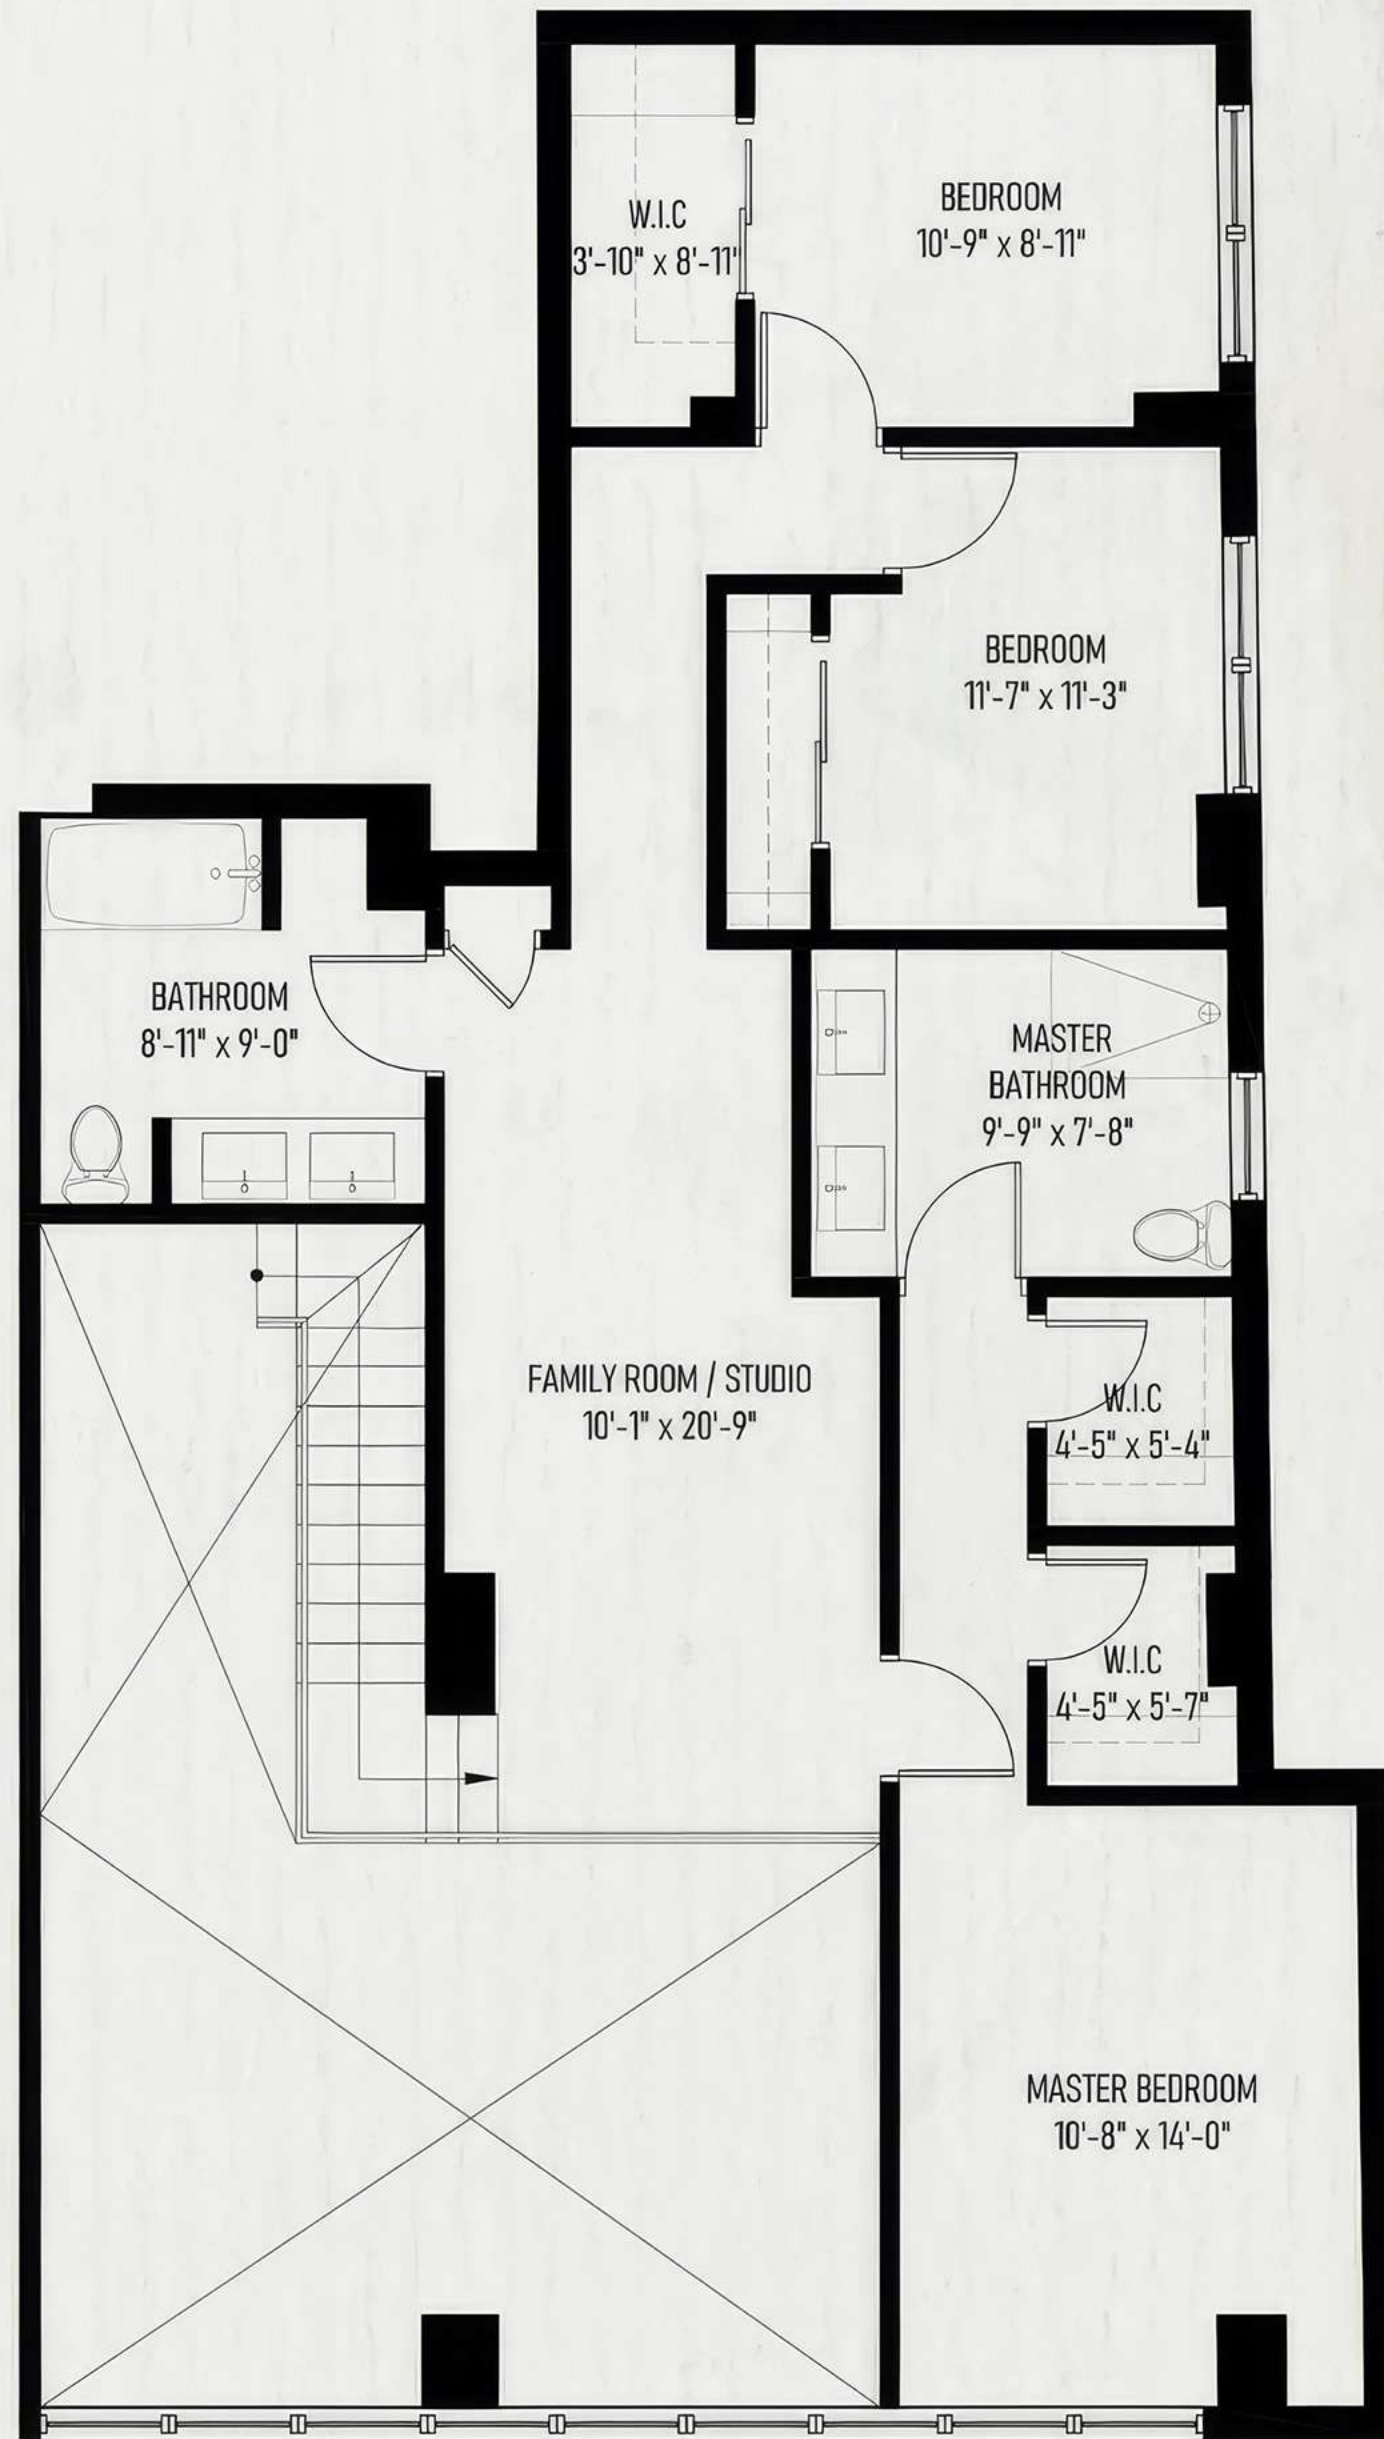 W.I.C
3'-10" x 8'-11"
BEDROOM
10'-9" x 8'-11"
BEDROOM
11'-7" x 11'-3"
BATHROOM
8'-11" x 9'-0"
MASTER
BATHROOM
9'-9" x 7'-8"
FAMILY ROOM / STUDIO
10'-1" x 20'-9"
W.I.C
4'-5" x 5'-4"
W.I.C
4'-5" x 5'-7"
MASTER BEDROOM
10'-8" x 14'-0"